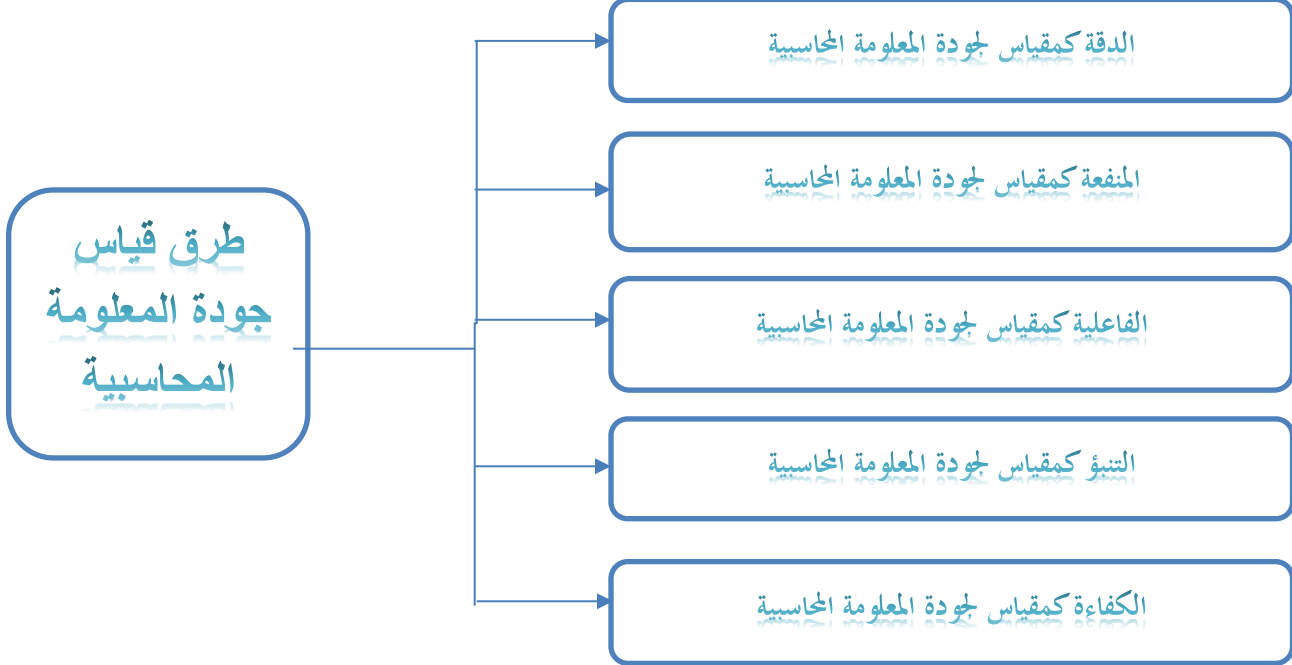 طرق قياس
جودة المعلومة
المحاسبية
الدقة كمقياس لجودة المعلومة المحاسبية
المنفعة كمقياس لجودة المعلومة المحاسبية
الفاعلية كمقياس لجودة المعلومة المحاسبية
التنبؤ كمقياس لجودة المعلومة المحاسبية
الكفاءة كمقياس لجودة المعلومة المحاسبية